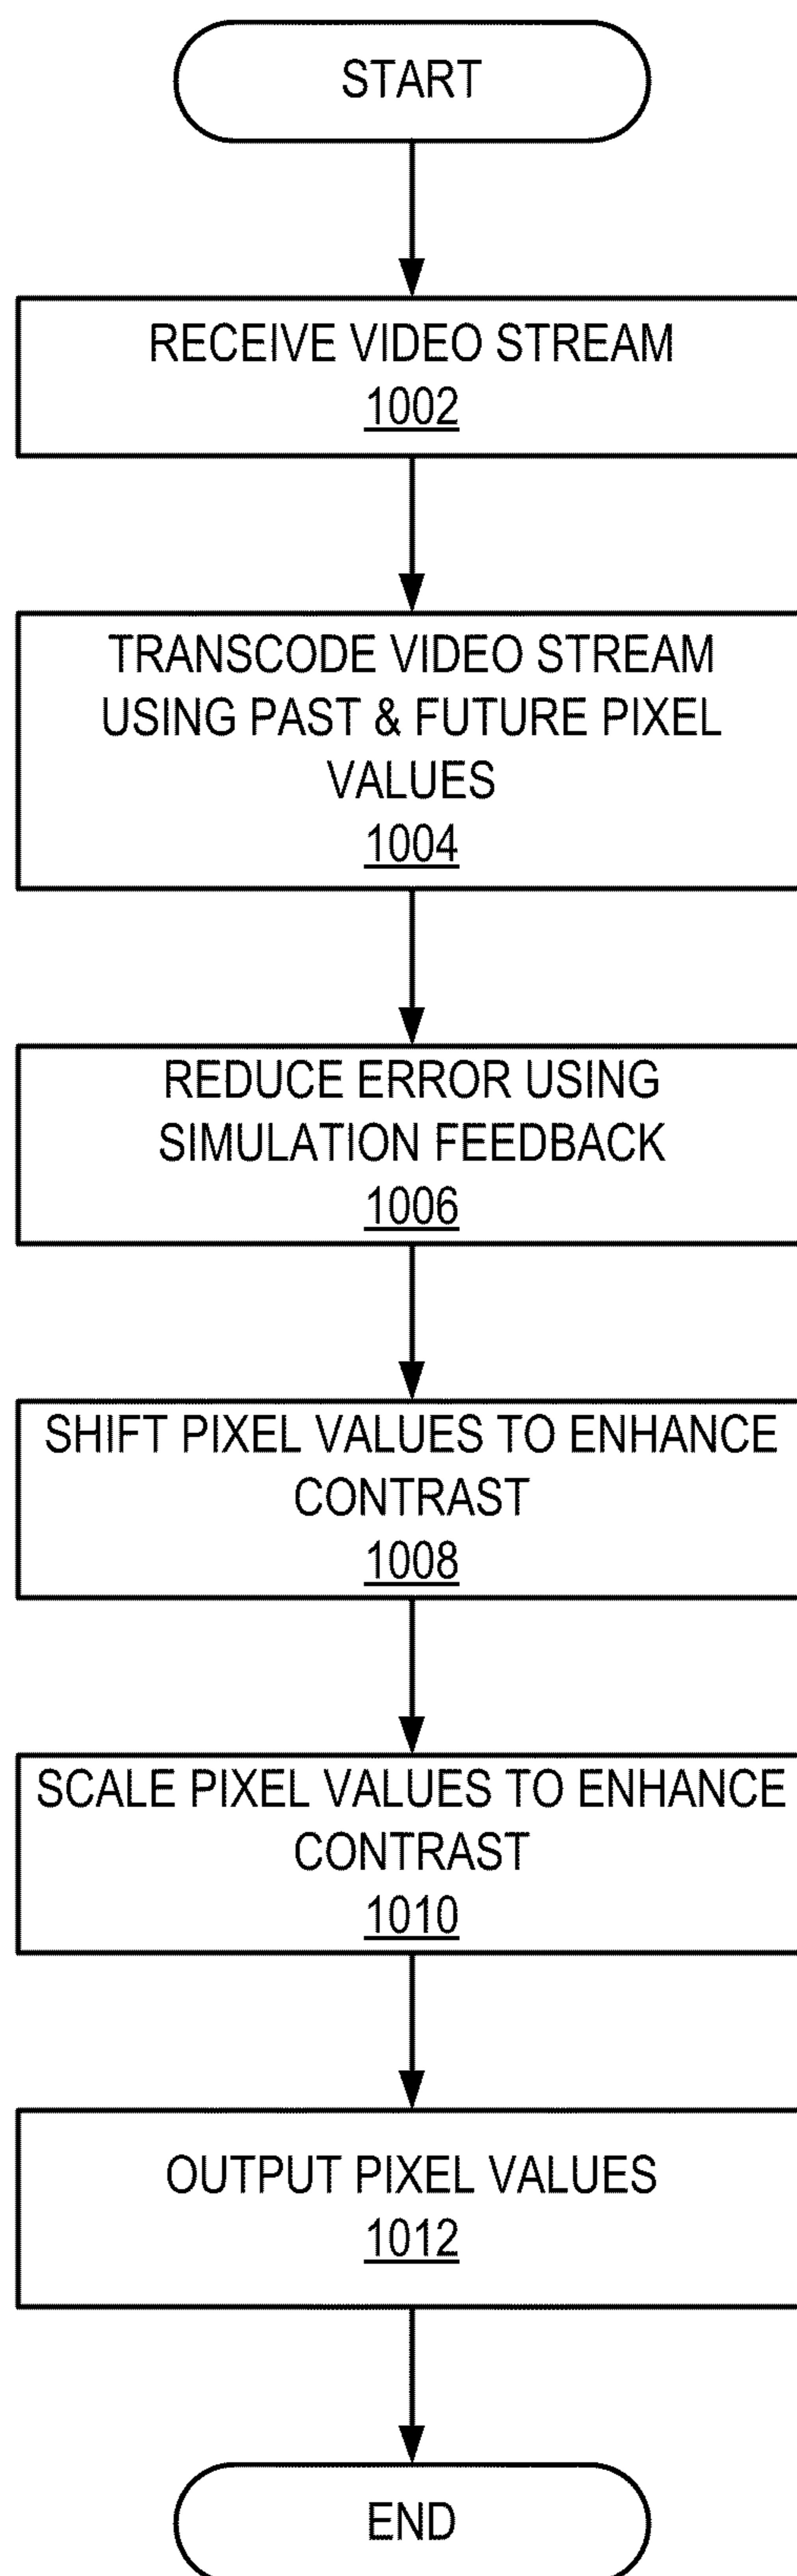 START
RECEIVE VIDEO STREAM
1002
TRANSCODE VIDEO STREAM
USING PAST & FUTURE PIXEL
VALUES
1004
REDUCE ERROR USING
SIMULATION FEEDBACK
1006
SHIFT PIXEL VALUES TO ENHANCE
CONTRAST
1008
SCALE PIXEL VALUES TO ENHANCE
CONTRAST
1010
OUTPUT PIXEL VALUES
1012
END